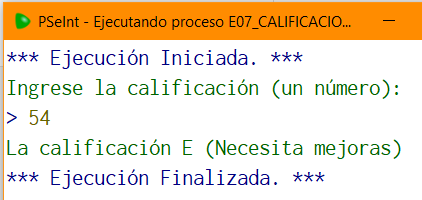 PSeInt - Ejecutando proceso E07_CALIFICACIO...
*** Ejecución Iniciada. ***
Ingrese la calificación (un número):
> 54
La calificación E (Necesita mejoras)
*** Ejecución Finalizada. ***